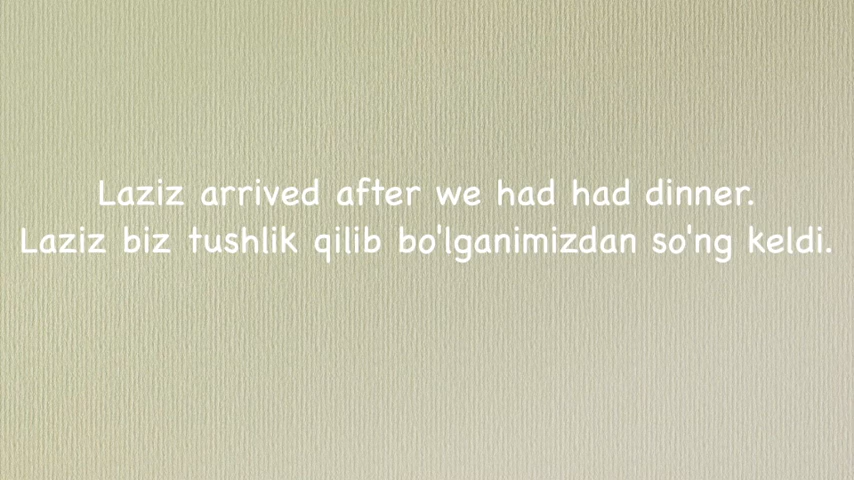 Laziz arrived after we had had dinner.
Laziz biz tushlik qilib bo'lganimizdan so'ng keldi.